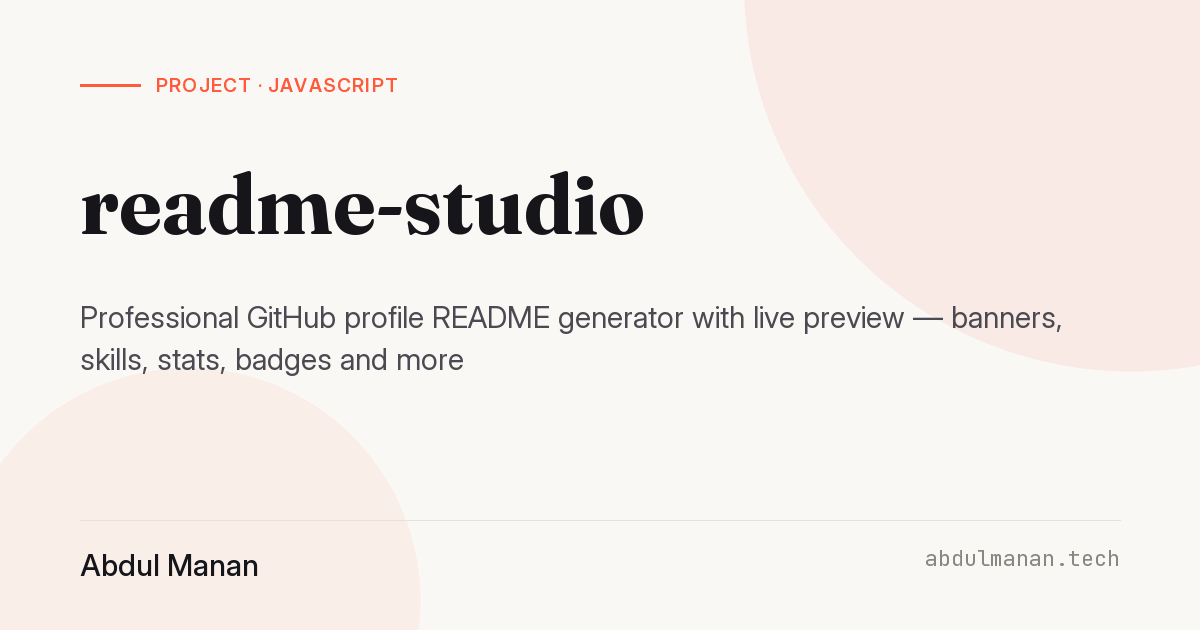 PROJECT · JAVASCRIPT
readme-studio
Professional GitHub profile README generator with live preview — banners,
skills, stats, badges and more
Abdul Manan
abdulmanan.tech